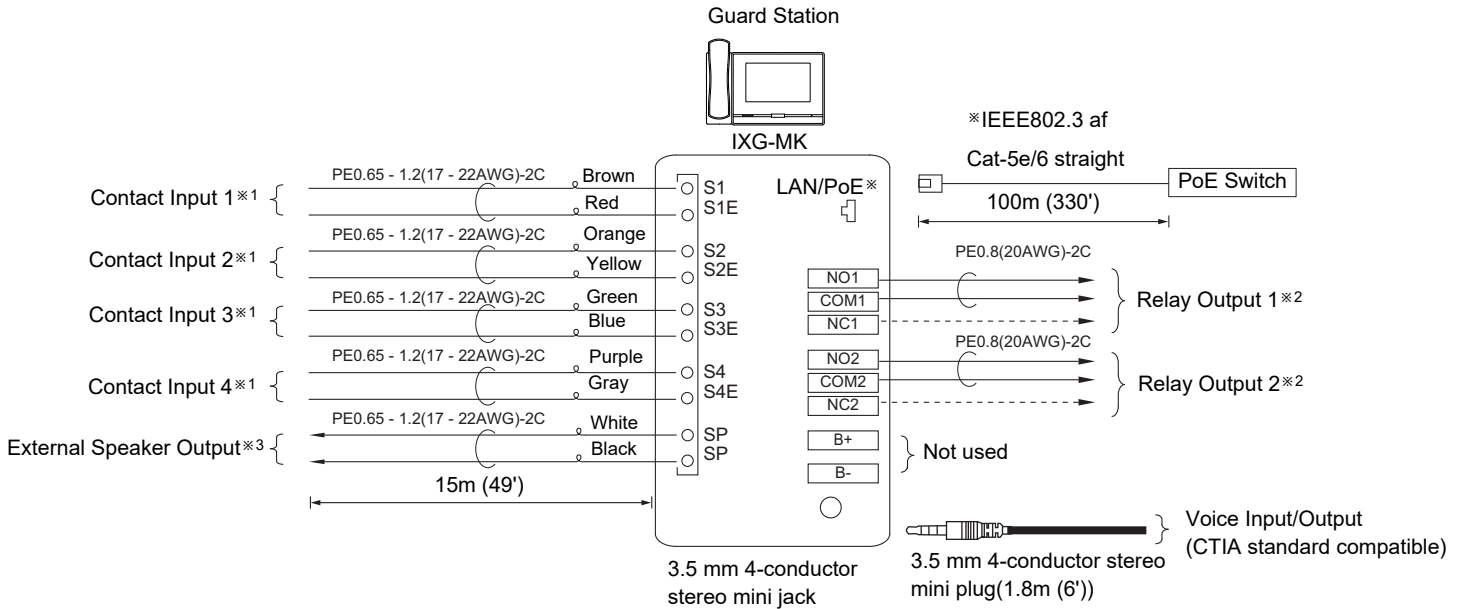 Guard Station
IXG-MK
※IEEE802.3 af
Cat-5e/6 straight
PoE Switch
100m (330')
LAN/PoE※
Contact Input 1※1
PE0.65 - 1.2(17 - 22AWG)-2C
Brown
S1
Red
S1E
Contact Input 2※1
PE0.65 - 1.2(17 - 22AWG)-2C
Orange
S2
Yellow
S2E
Contact Input 3※1
PE0.65 - 1.2(17 - 22AWG)-2C
Green
S3
Blue
S3E
Contact Input 4※1
PE0.65 - 1.2(17 - 22AWG)-2C
Purple
S4
Gray
S4E
External Speaker Output※3
PE0.65 - 1.2(17 - 22AWG)-2C
White
SP
Black
SP
15m (49')
PE0.8(20AWG)-2C
NO1
COM1
NC1
Relay Output 1※2
PE0.8(20AWG)-2C
NO2
COM2
NC2
Relay Output 2※2
B+
B-
Not used
3.5 mm 4-conductor
stereo mini jack
3.5 mm 4-conductor stereo
mini plug(1.8m (6'))
Voice Input/Output
(CTIA standard compatible)